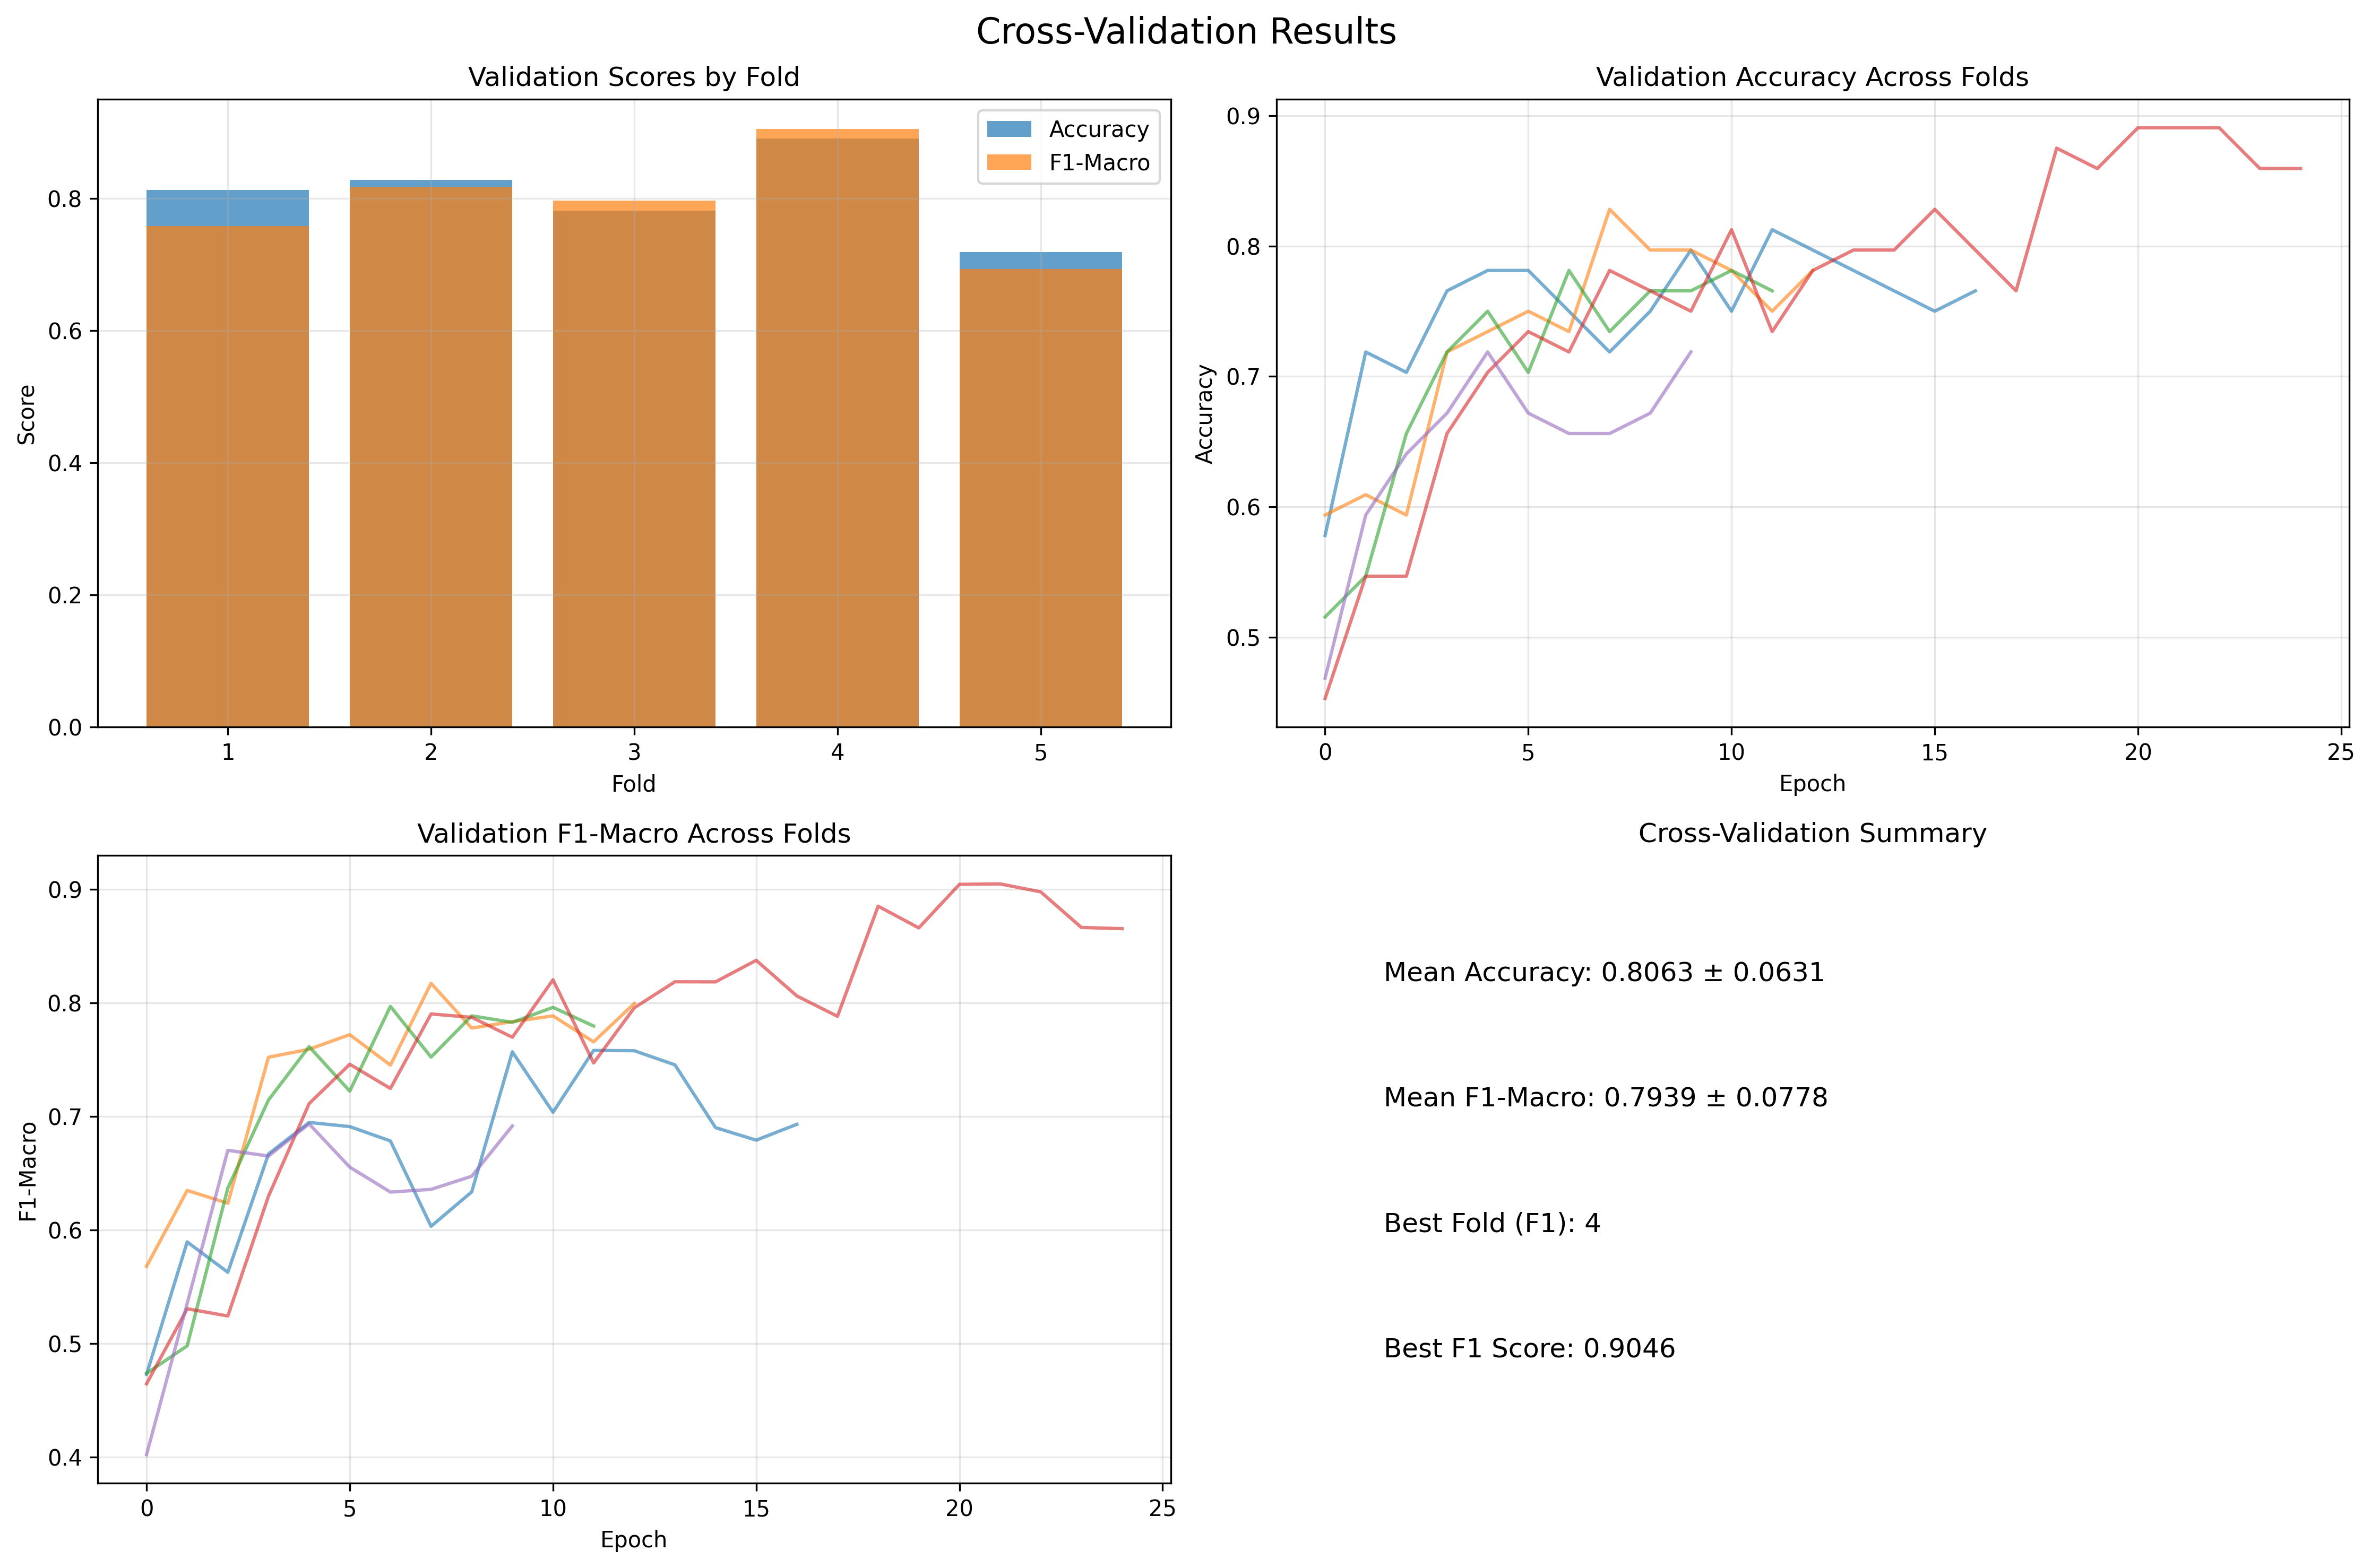 Cross-Validation Results
Validation Scores by Fold
Accuracy
F1-Macro
0.8
0.6
0.4
0.2
0.0
Score
1 2 3 4 5
Fold
Validation Accuracy Across Folds
0.9
0.8
0.7
0.6
0.5
Accuracy
0 5 10 15 20 25
Epoch
Validation F1-Macro Across Folds
0.9
0.8
0.7
0.6
0.5
0.4
F1-Macro
0 5 10 15 20 25
Epoch
Cross-Validation Summary
Mean Accuracy: 0.8063 ± 0.0631
Mean F1-Macro: 0.7939 ± 0.0778
Best Fold (F1): 4
Best F1 Score: 0.9046